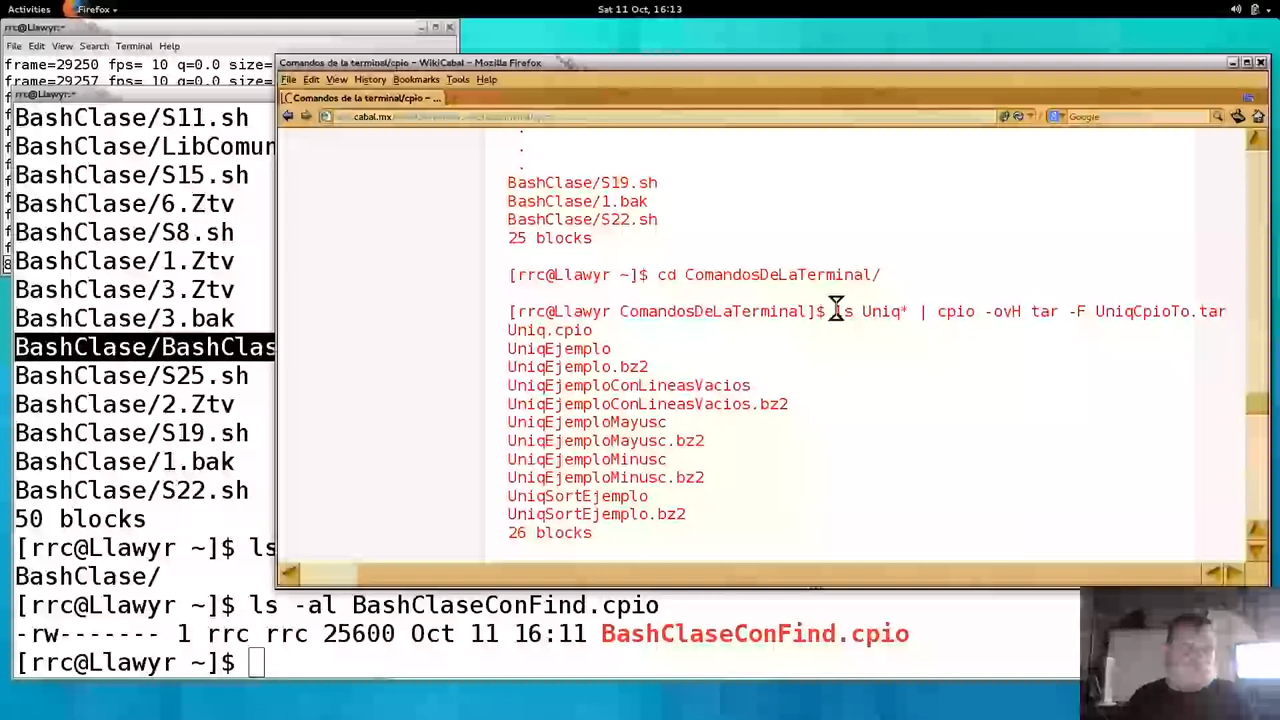 Activities Firefox Sat 11 Oct, 16:13
rrc@Llawyr:~
File Edit View Search Terminal Help
frame=29250 fps= 10 q=0.0 size=
frame=29257 fps= 10 q=0.0 size=
rrc@Llawyr:~
BashClase/S11.sh
BashClase/LibComun
BashClase/S15.sh
BashClase/6.Ztv
BashClase/S8.sh
BashClase/1.Ztv
BashClase/3.Ztv
BashClase/3.bak
BashClase/BashClas
BashClase/S25.sh
BashClase/2.Ztv
BashClase/S19.sh
BashClase/1.bak
BashClase/S22.sh
50 blocks
[rrc@Llawyr ~]$ ls
BashClase/
[rrc@Llawyr ~]$ ls -al BashClaseConFind.cpio
-rw------- 1 rrc rrc 25600 Oct 11 16:11 BashClaseConFind.cpio
[rrc@Llawyr ~]$
Comandos de la terminal/cpio - WikiCabal - Mozilla Firefox
File Edit View History Bookmarks Tools Help
Comandos de la terminal/cpio - ...
cabal.mx
Google
.
.
.
BashClase/S19.sh
BashClase/1.bak
BashClase/S22.sh
25 blocks
[rrc@Llawyr ~]$ cd ComandosDeLaTerminal/
[rrc@Llawyr ComandosDeLaTerminal]$ ls Uniq* | cpio -ovH tar -F UniqCpioTo.tar
Uniq.cpio
UniqEjemplo
UniqEjemplo.bz2
UniqEjemploConLineasVacios
UniqEjemploConLineasVacios.bz2
UniqEjemploMayusc
UniqEjemploMayusc.bz2
UniqEjemploMinusc
UniqEjemploMinusc.bz2
UniqSortEjemplo
UniqSortEjemplo.bz2
26 blocks